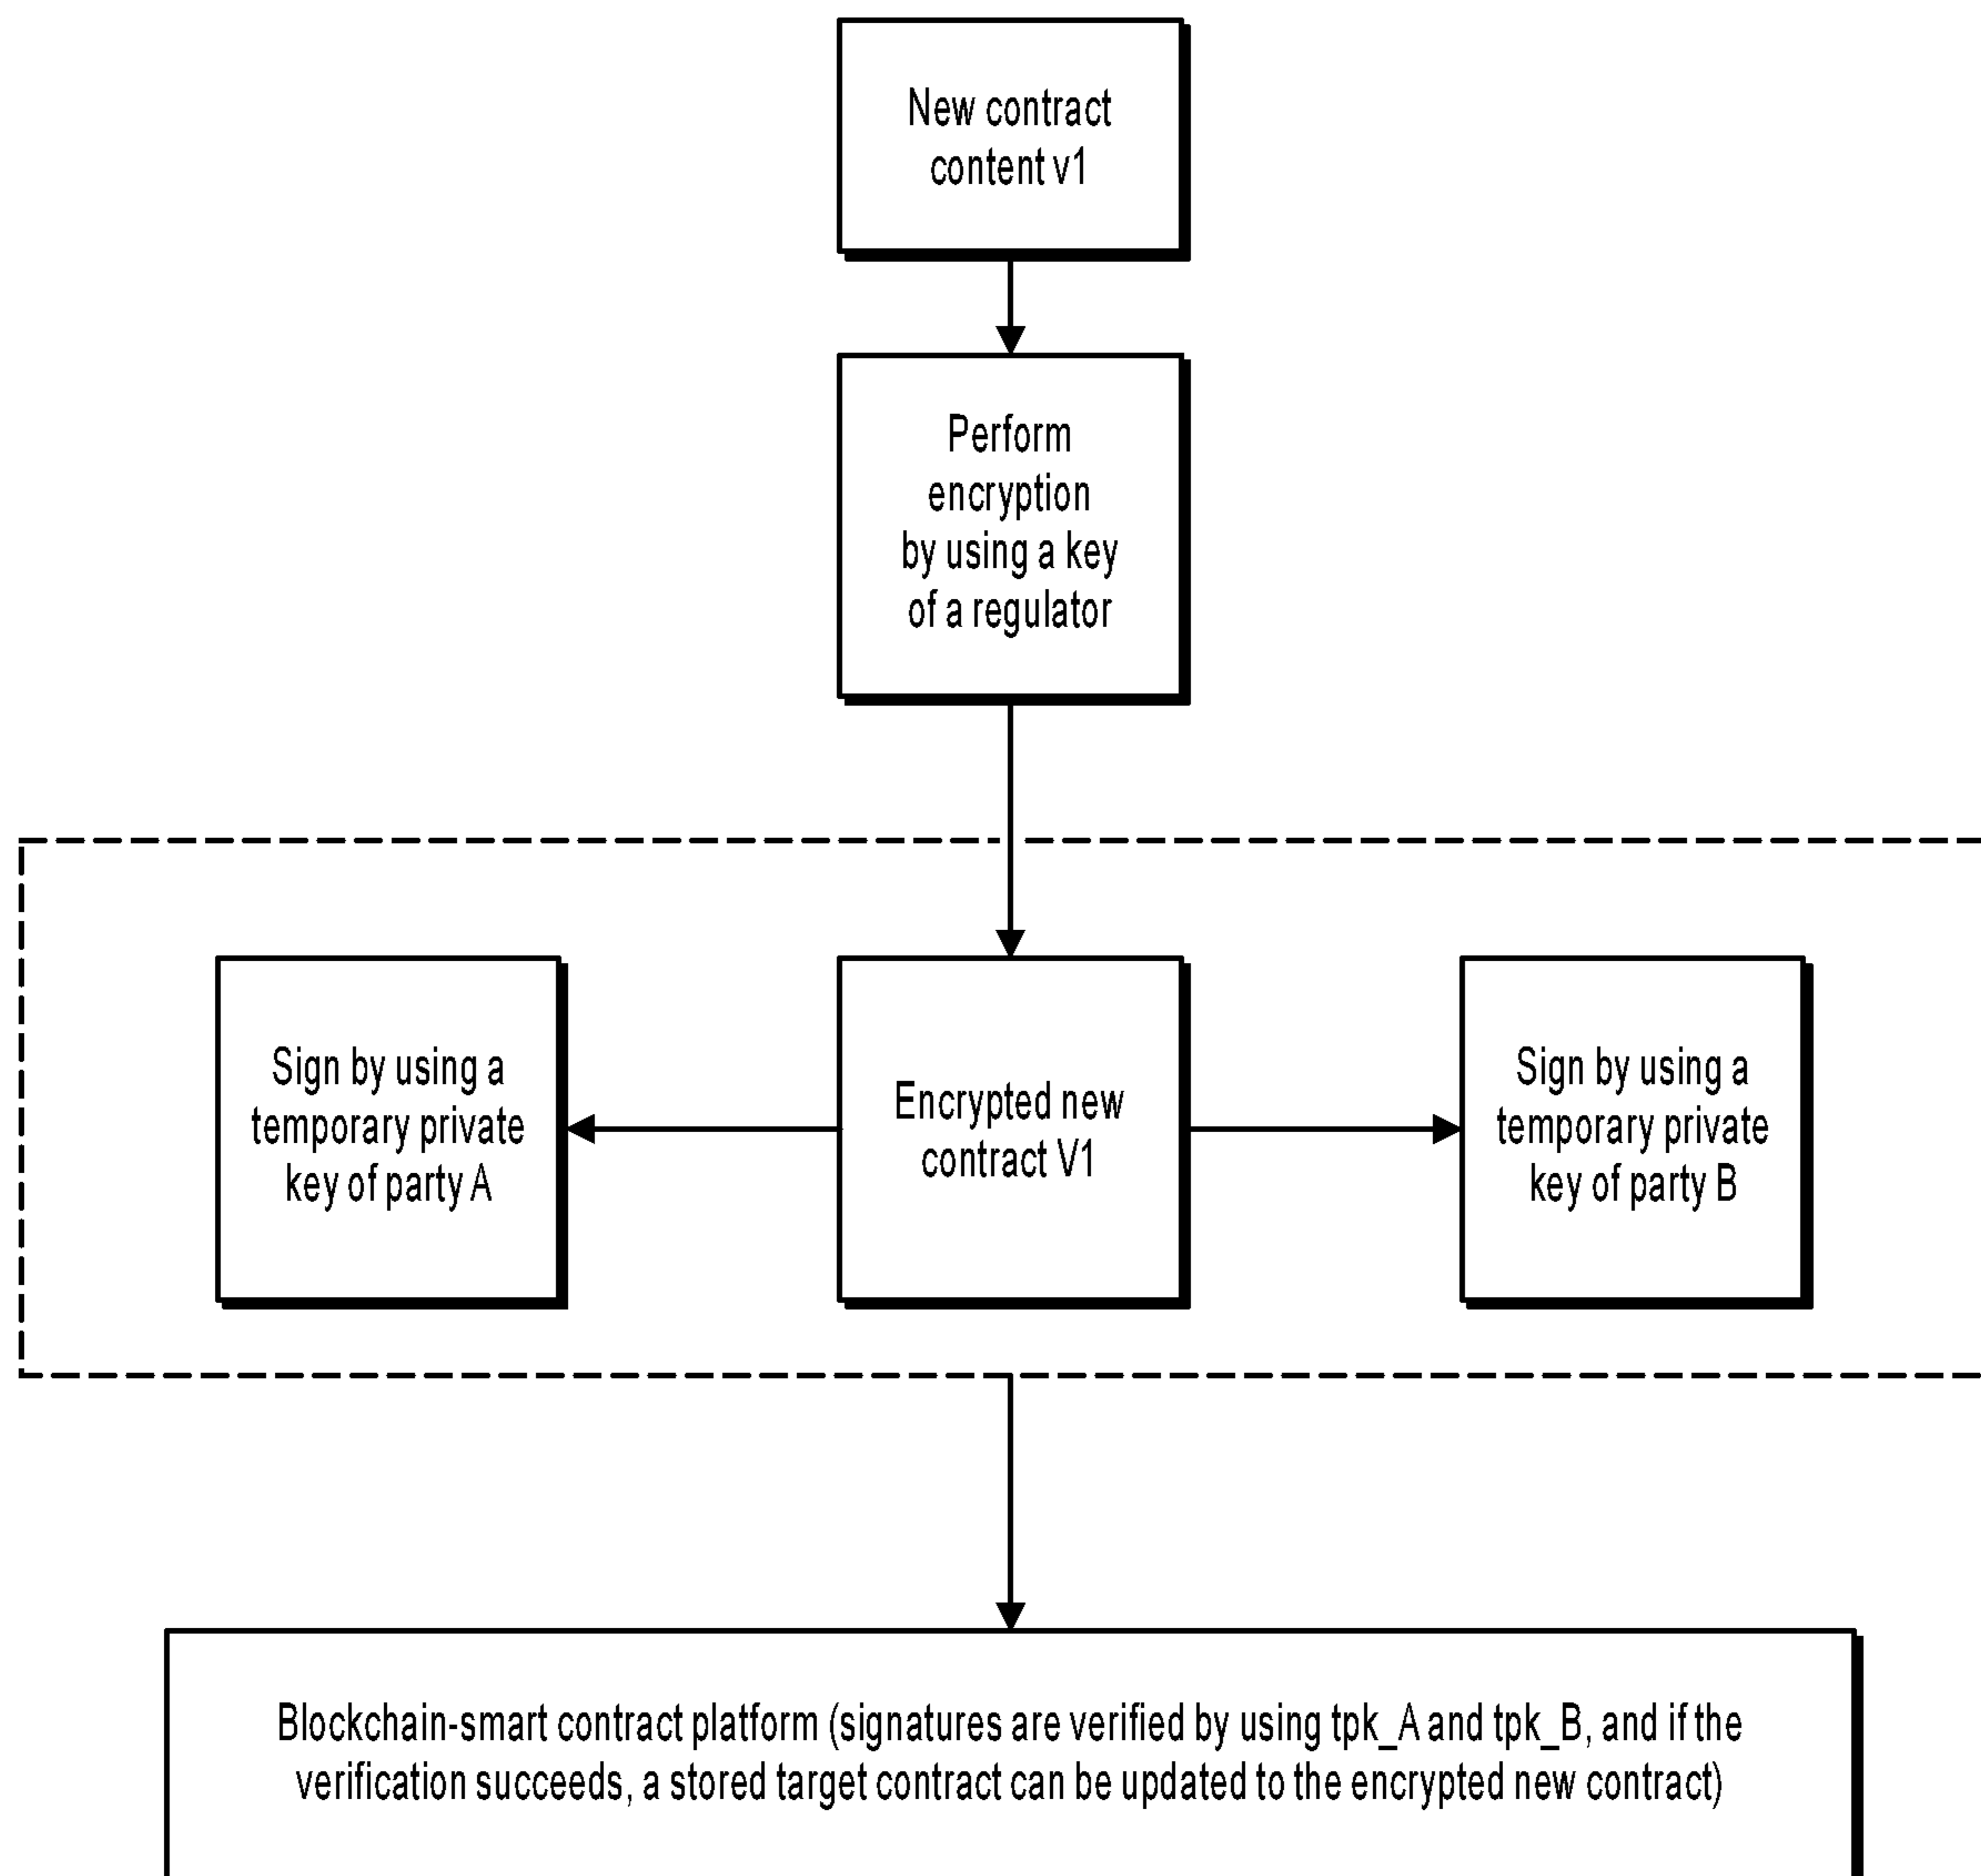 New contract
content v1
Perform
encryption
by using a key
of a regulator
Sign by using a
temporary private
key of party A
Encrypted new
contract V1
Sign by using a
temporary private
key of party B
Blockchain-smart contract platform (signatures are verified by using tpk_A and tpk_B, and if the
verification succeeds, a stored target contract can be updated to the encrypted new contract)